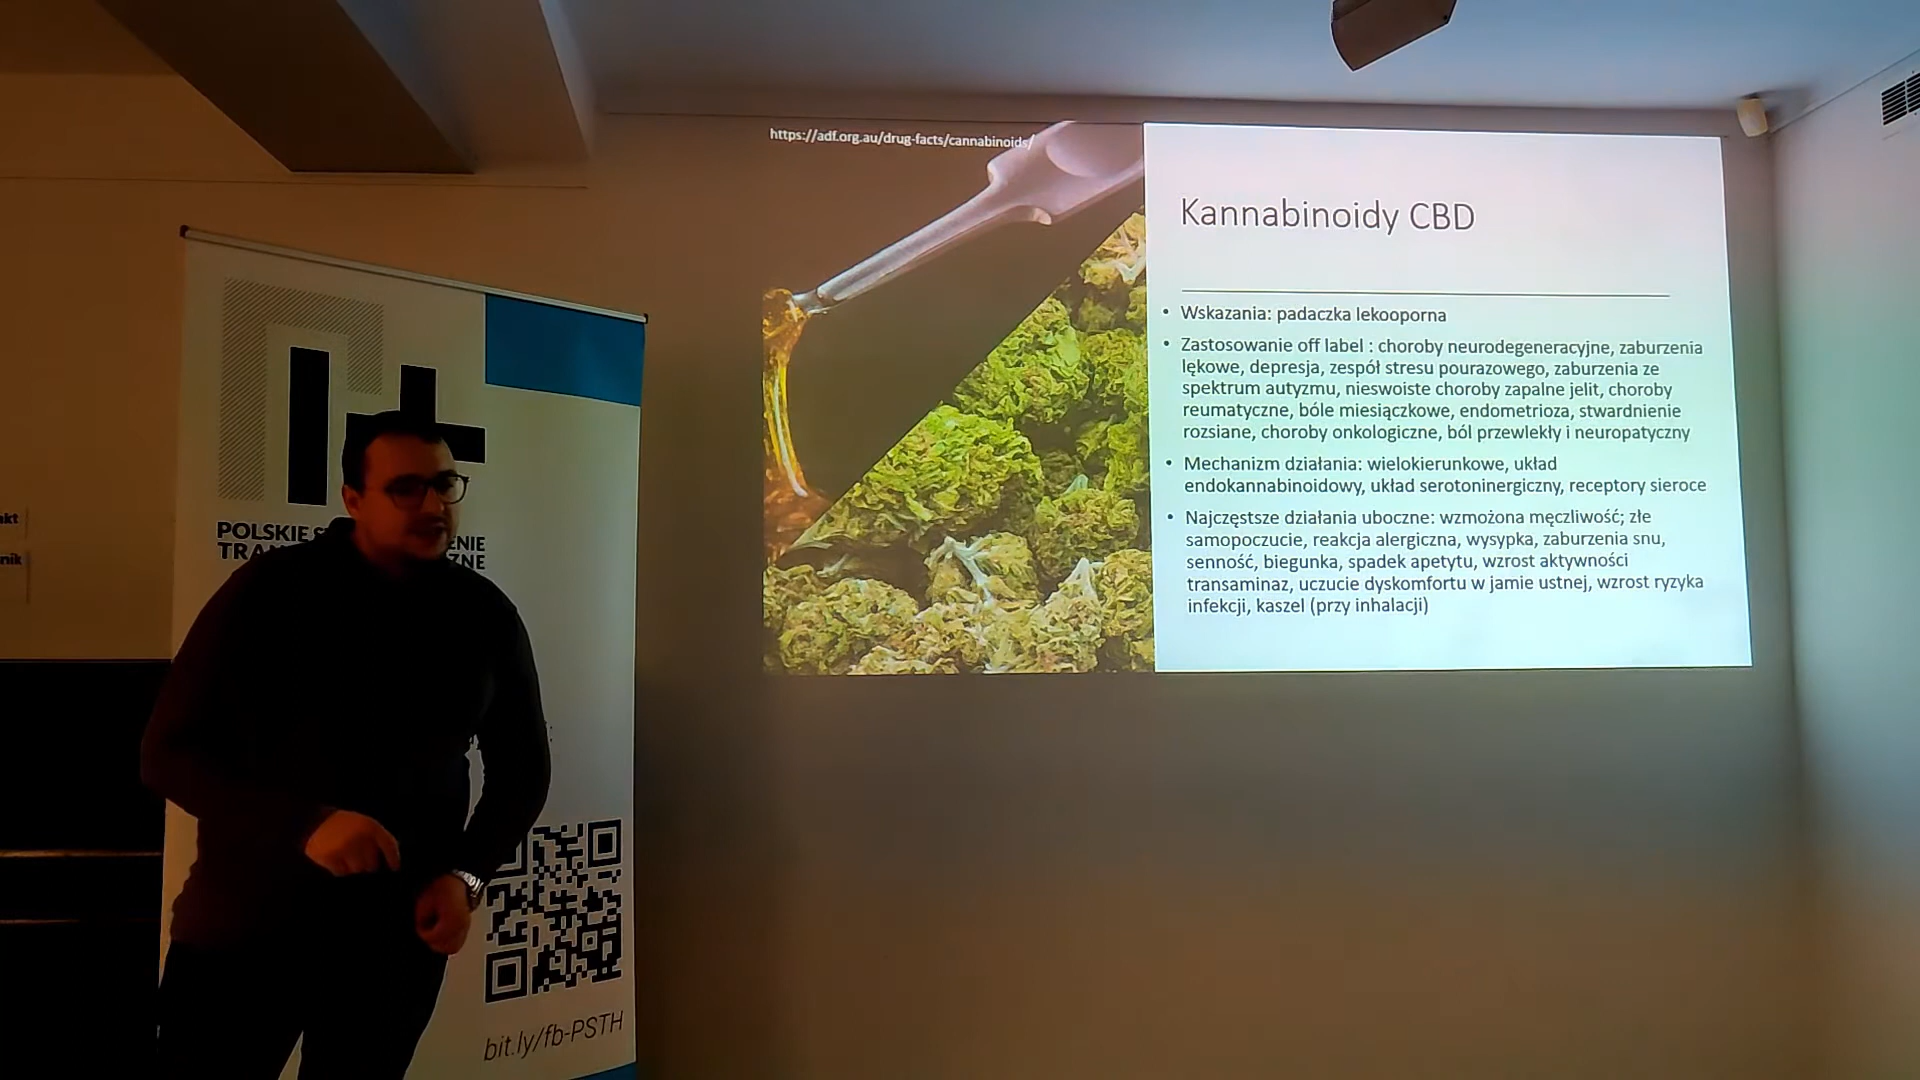 https://adf.org.au/drug-facts/cannabinoids/
Kannabinoidy CBD
• Wskazania: padaczka lekooporna
• Zastosowanie off label : choroby neurodegeneracyjne, zaburzenia
lękowe, depresja, zespół stresu pourazowego, zaburzenia ze
spektrum autyzmu, nieswoiste choroby zapalne jelit, choroby
reumatyczne, bóle miesiączkowe, endometrioza, stwardnienie
rozsiane, choroby onkologiczne, ból przewlekły i neuropatyczny
• Mechanizm działania: wielokierunkowe, układ
endokannabinoidowy, układ serotoninergiczny, receptory sieroce
• Najczęstsze działania uboczne: wzmożona męczliwość; złe
samopoczucie, reakcja alergiczna, wysypka, zaburzenia snu,
senność, biegunka, spadek apetytu, wzrost aktywności
transaminaz, uczucie dyskomfortu w jamie ustnej, wzrost ryzyka
infekcji, kaszel (przy inhalacji)
POLSKIE
bit.ly/fb-PSTH